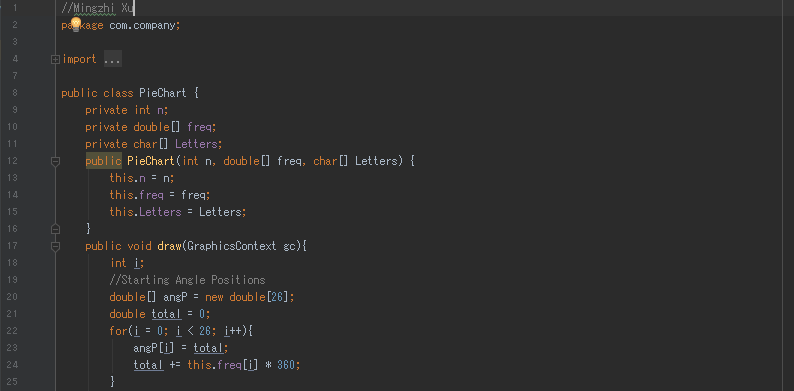 1 //Mingzhi Xu
2 package com.company;
3
4 import ...
7
8 public class PieChart {
9 private int n;
10 private double[] freq;
11 private char[] Letters;
12 public PieChart(int n, double[] freq, char[] Letters) {
13 this.n = n;
14 this.freq = freq;
15 this.Letters = Letters;
16 }
17 public void draw(GraphicsContext gc){
18 int i;
19 //Starting Angle Positions
20 double[] angP = new double[26];
21 double total = 0;
22 for(i = 0; i < 26; i++){
23 angP[i] = total;
24 total += this.freq[i] * 360;
25 }